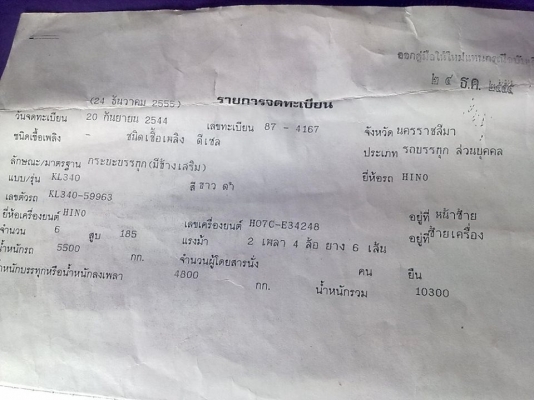 ออกคู่มือให้ใหม่แทน
๒ ๔ ธ.ค. ๒๕๕๕
(24 ธันวาคม 2555) รายการจดทะเบียน
วันจดทะเบียน 20 กันยายน 2544 เลขทะเบียน 87 - 4167 จังหวัด นครราชสีมา
ชนิดเชื้อเพลิง - ชนิดเชื้อเพลิง ดีเซล ประเภท รถบรรทุก ส่วนบุคคล
ลักษณะ/มาตรฐาน กระบะบรรทุก(มีข้างเสริม) ยี่ห้อรถ HINO
แบบ/รุ่น KL340 สี ขาว ดำ
เลขตัวรถ KL340-59963
ยี่ห้อเครื่องยนต์ HINO เลขเครื่องยนต์ H07C-E34248 อยู่ที่ หน้าซ้าย
จำนวน 6 สูบ 185 แรงม้า 2 เพลา 4 ล้อ ยาง 6 เส้น อยู่ที่ ซ้ายเครื่อง
น้ำหนักรถ 5500 กก. จำนวนผู้โดยสารนั่ง คน ยืน
น้ำหนักบรรทุกหรือน้ำหนักลงเพลา 4800 กก. น้ำหนักรวม 10300